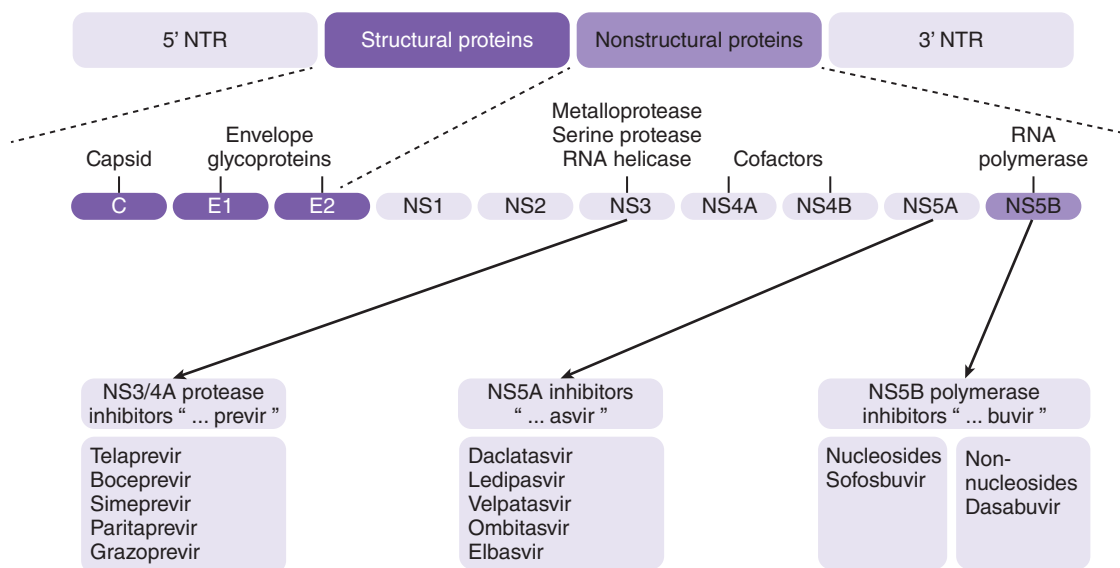 5’ NTR
Structural proteins
Nonstructural proteins
3’ NTR
Capsid
Envelope
glycoproteins
Metalloprotease
Serine protease
RNA helicase
Cofactors
RNA
polymerase
C
E1
E2
NS1
NS2
NS3
NS4A
NS4B
NS5A
NS5B
NS3/4A protease
inhibitors “ ... previr ”
Telaprevir
Boceprevir
Simeprevir
Paritaprevir
Grazoprevir
NS5A inhibitors
“ ... asvir ”
Daclatasvir
Ledipasvir
Velpatasvir
Ombitasvir
Elbasvir
NS5B polymerase
inhibitors “ ... buvir ”
Nucleosides
Sofosbuvir
Non-
nucleosides
Dasabuvir